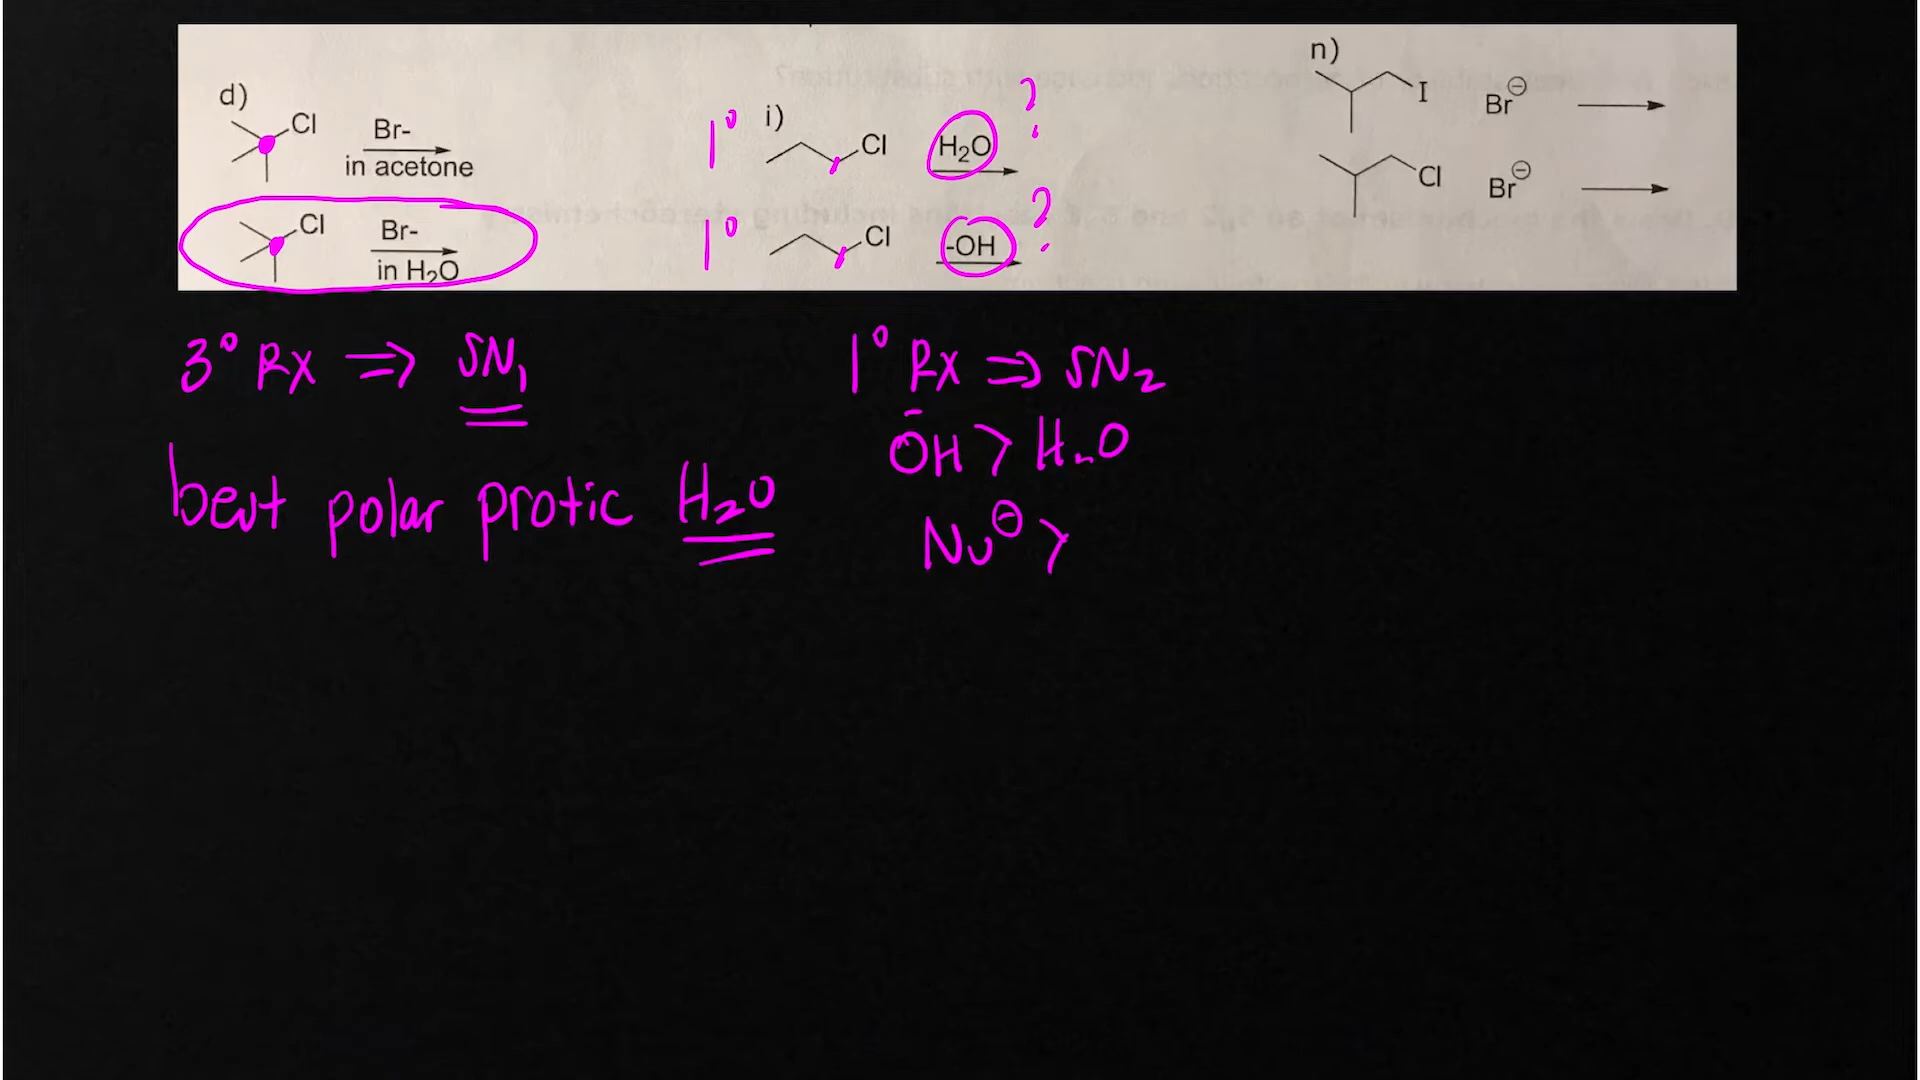 d)
Cl
Br-
in acetone
Cl
Br-
in H₂O
1° i)
Cl
H₂O
?
1°
Cl
-OH
?
n)
I
Br⊖
Cl
Br⊖
3° RX ⇒ SN₁
best polar protic H₂O
1° RX ⇒ SN₂
⁻OH > H₂O
Nu⊖ >